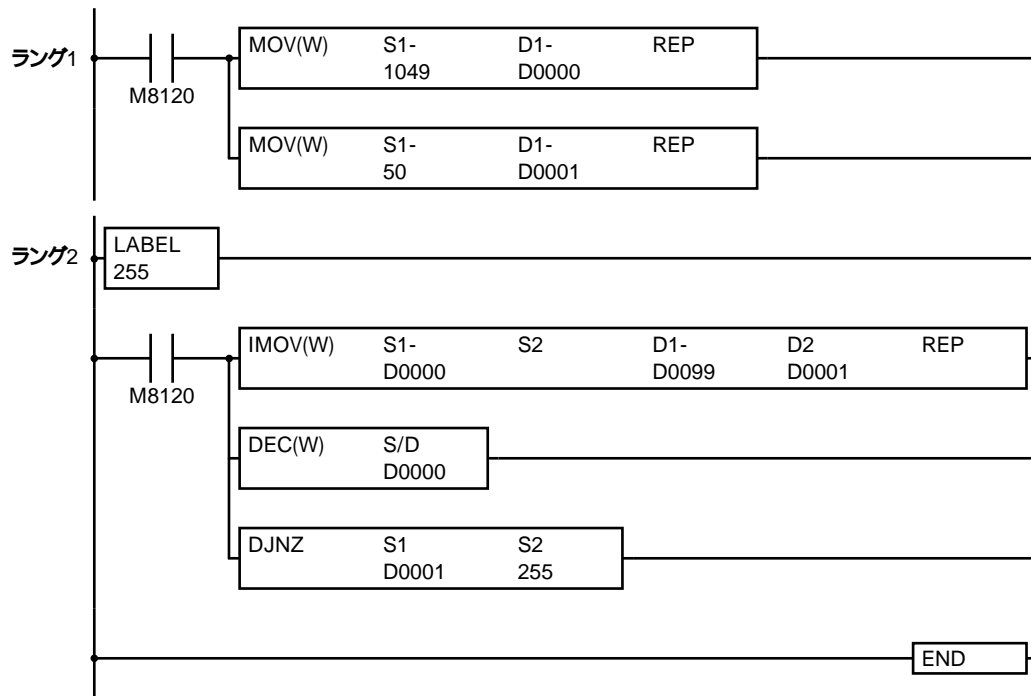 ラング1
MOV(W) S1- D1- REP
1049 D0000
M8120
MOV(W) S1- D1- REP
50 D0001
ラング2
LABEL
255
IMOV(W) S1- S2 D1- D2 REP
D0000 D0099 D0001
M8120
DEC(W) S/D
D0000
DJNZ S1 S2
D0001 255
END